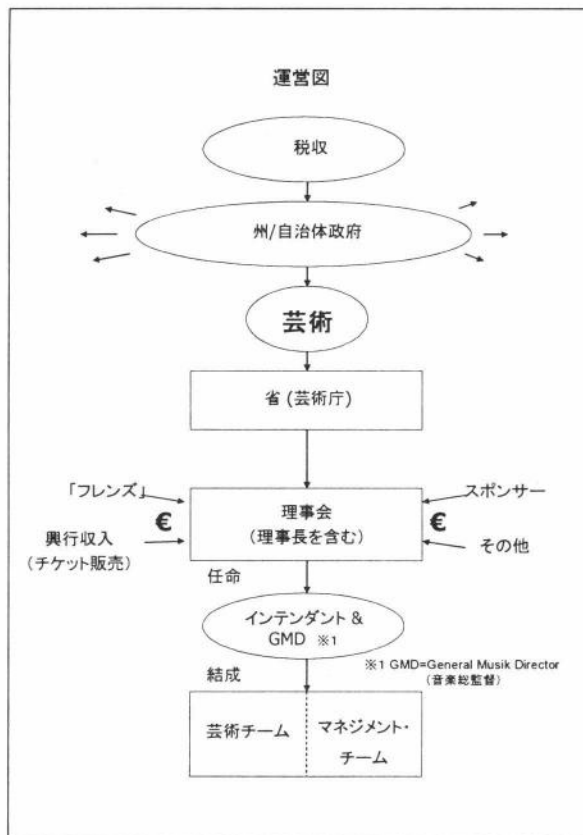 運営図
税収
州/自治体政府
芸術
省 (芸術庁)
「フレンズ」
スポンサー
€
理事会
€
(理事長を含む)
興行収入
(チケット販売)
その他
任命
インテンダント &
GMD ※1
結成
※1 GMD=General Musik Director
(音楽総監督)
芸術チーム
マネジメント・
チーム